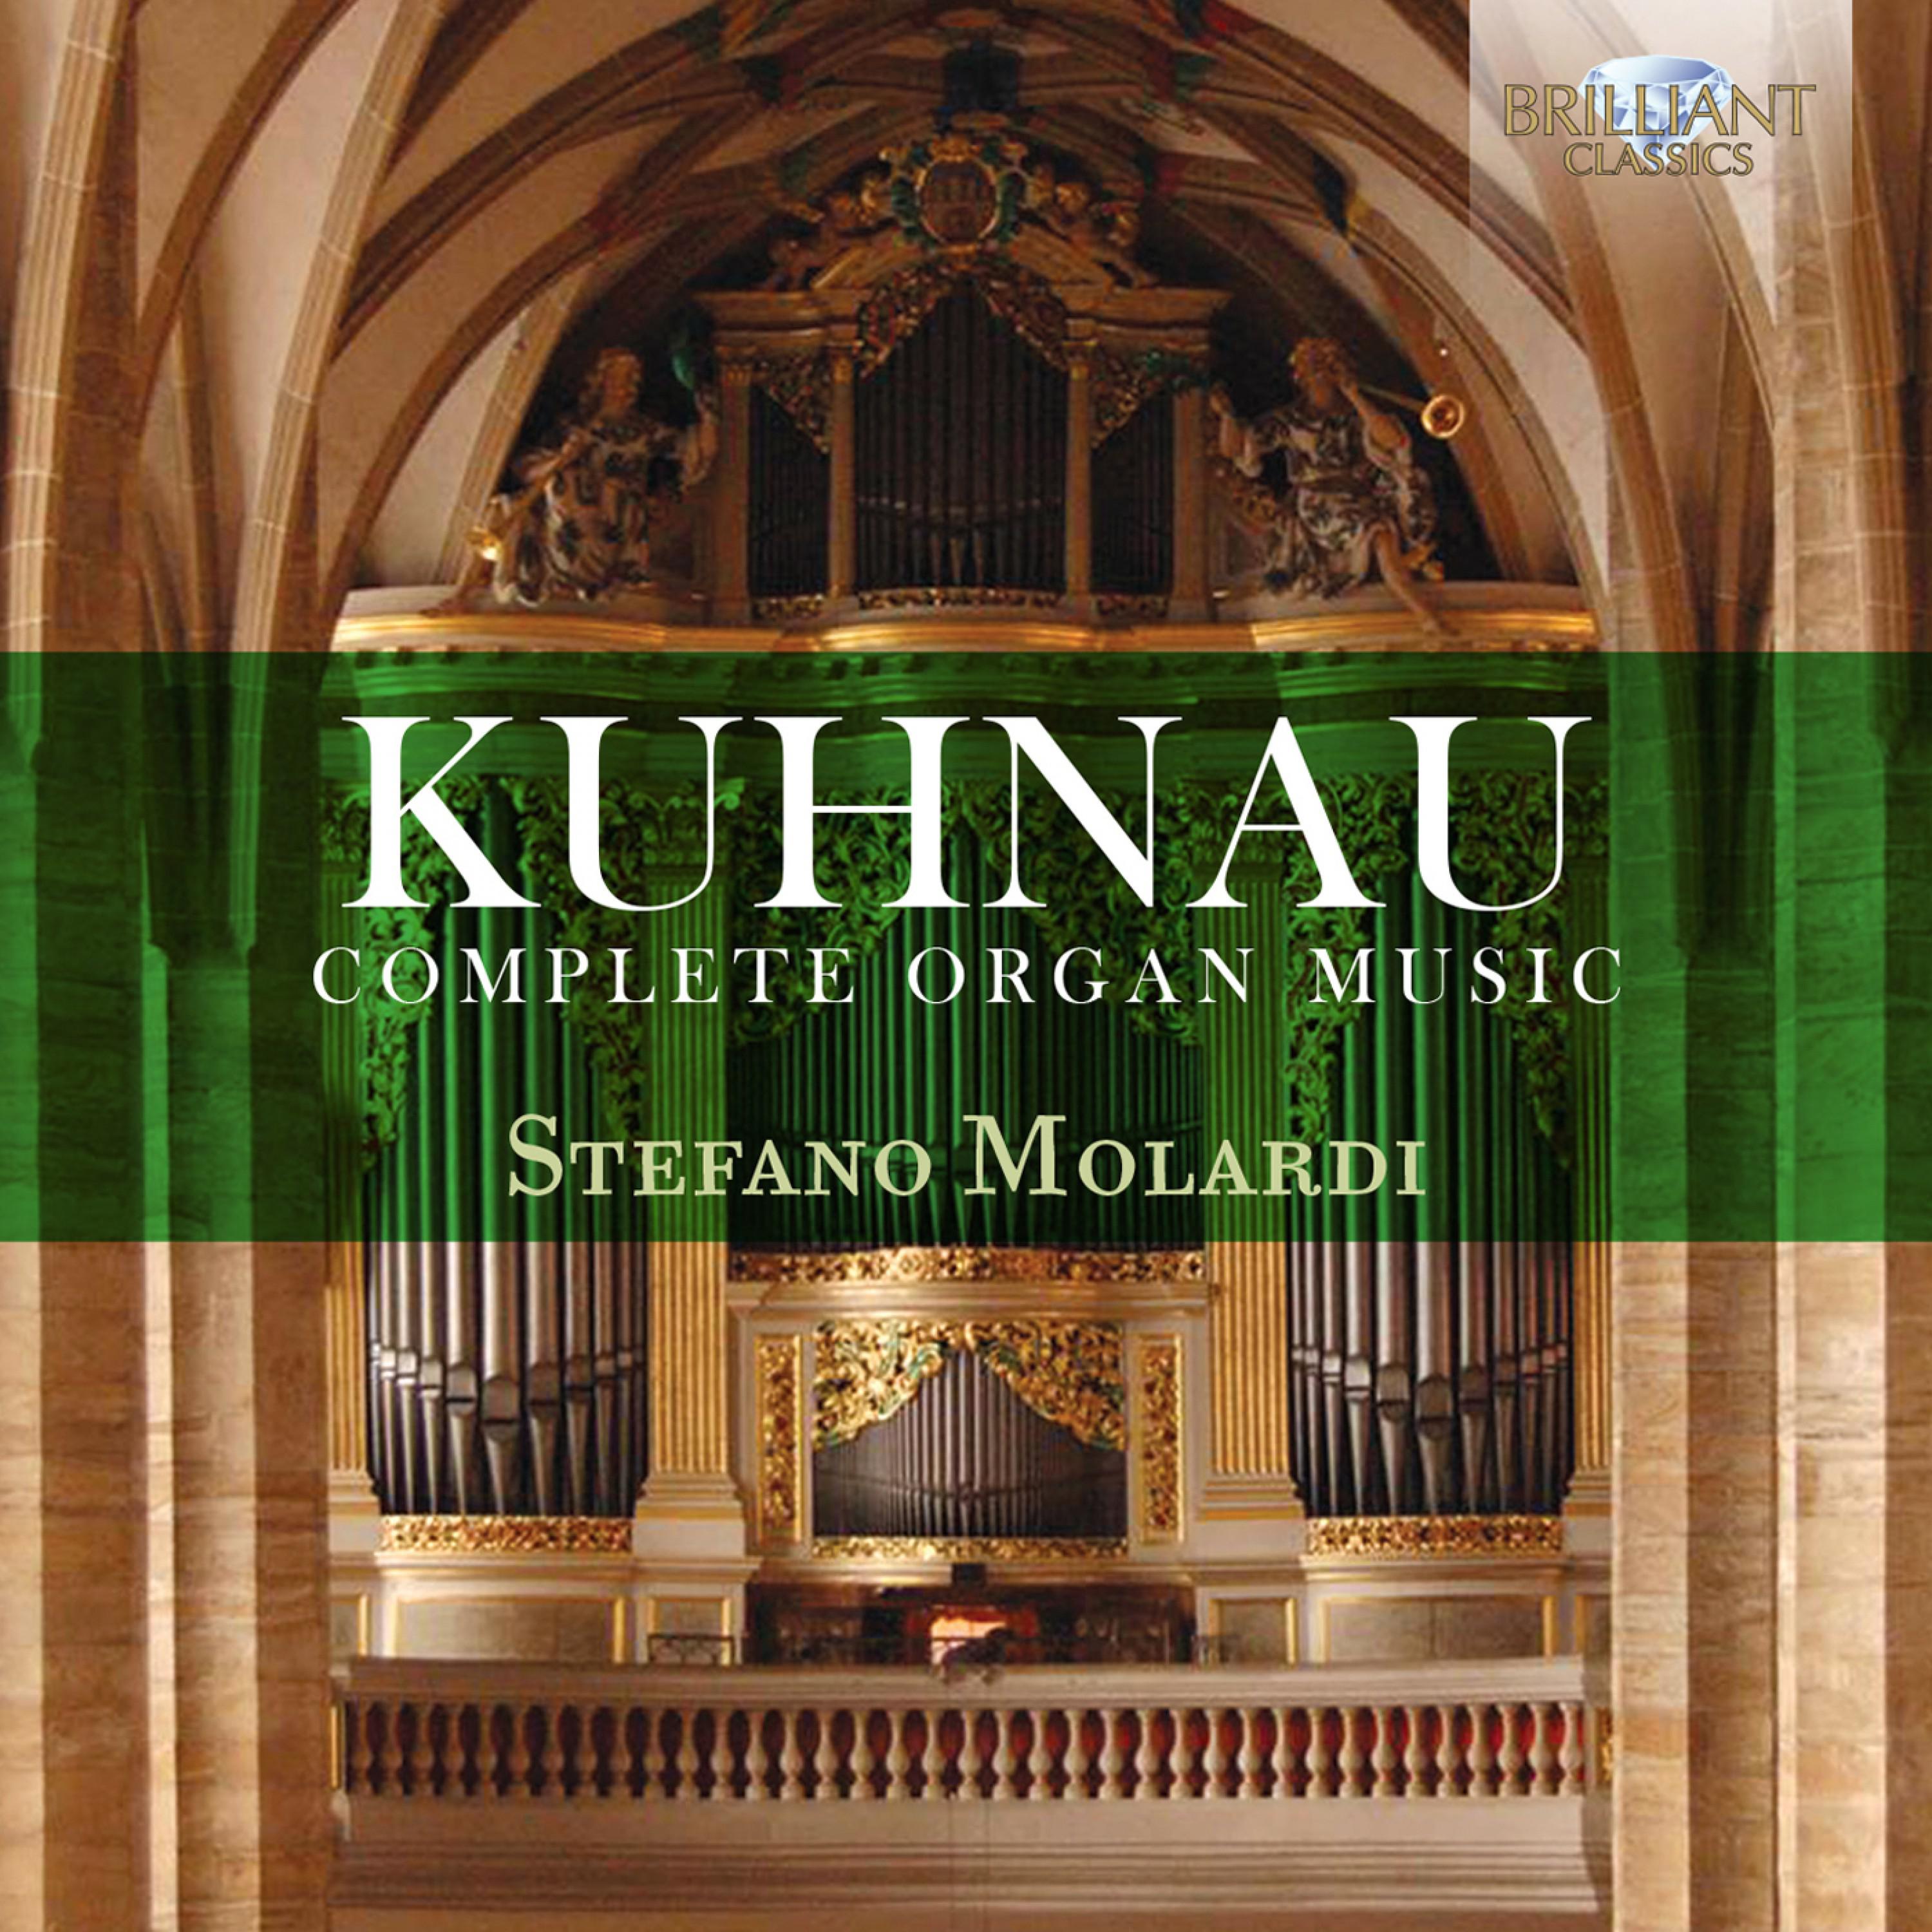 BRILLIANT
CLASSICS
KUHNAU
COMPLETE ORGAN MUSIC
STEFANO MOLARDI